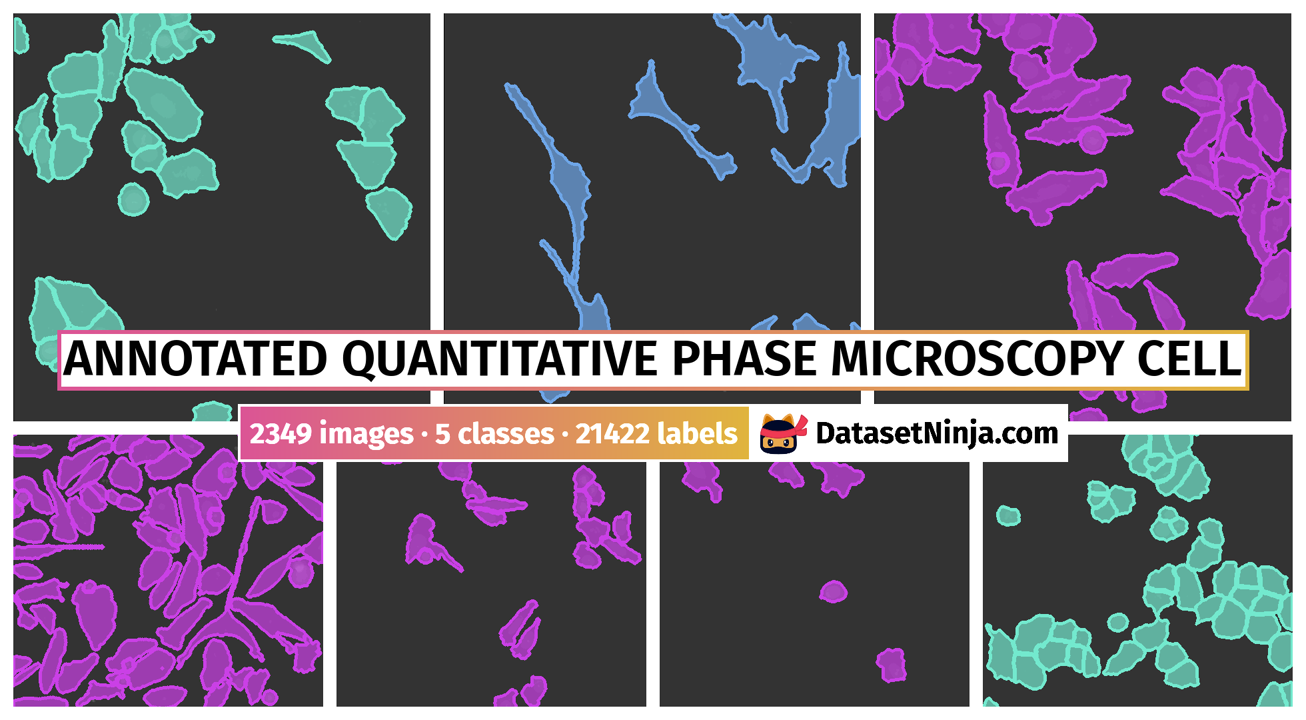 ANNOTATED QUANTITATIVE PHASE MICROSCOPY CELL
2349 images · 5 classes · 21422 labels DatasetNinja.com